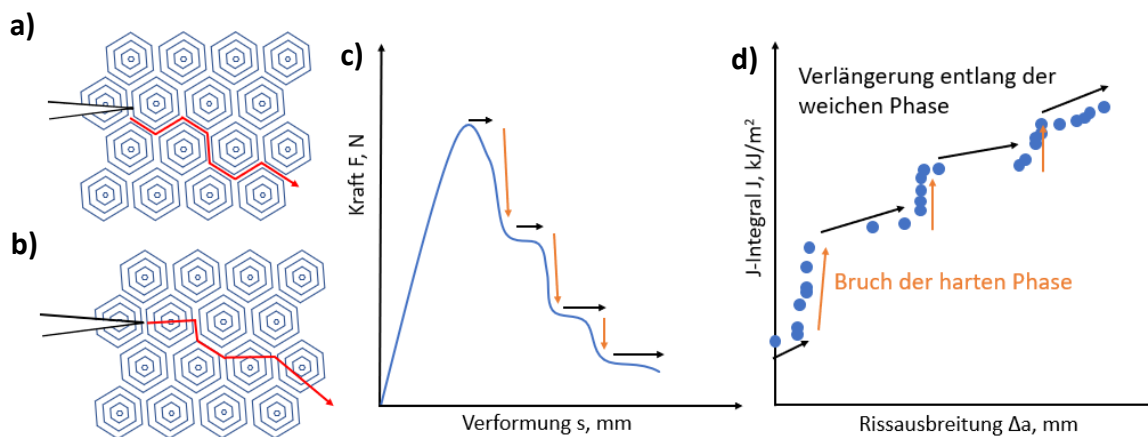 a)
b)
c)
Kraft F, N
Verformung s, mm
d)
Verlängerung entlang der
weichen Phase
Bruch der harten Phase
J-Integral J, kJ/m²
Rissausbreitung Δa, mm